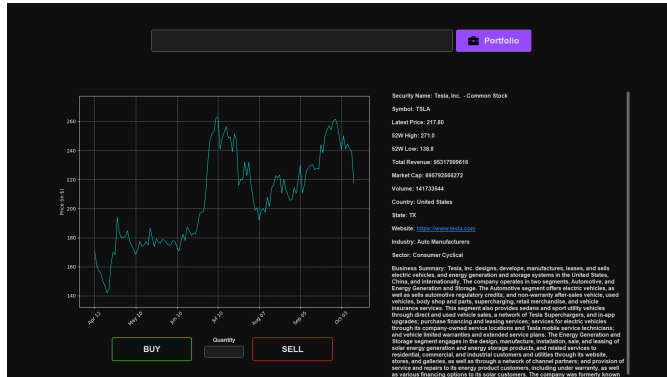 Portfolio
Security Name: Tesla, Inc. - Common Stock
Symbol: TSLA
Latest Price: 217.80
52W High: 271.0
52W Low: 138.8
Total Revenue: 95317999616
Market Cap: 695792566272
Volume: 141733544
Country: United States
State: TX
Website: https://www.tesla.com
Industry: Auto Manufacturers
Sector: Consumer Cyclical
Business Summary: Tesla, Inc. designs, develops, manufactures, leases, and sells
electric vehicles, and energy generation and storage systems in the United States,
China, and internationally. The company operates in two segments, Automotive, and
Energy Generation and Storage. The Automotive segment offers electric vehicles, as
well as sells automotive regulatory credits; and non-warranty after-sales vehicle, used
vehicles, body shop and parts, supercharging, retail merchandise, and vehicle
insurance services. This segment also provides sedans and sport utility vehicles
through direct and used vehicle sales, a network of Tesla Superchargers, and in-app
upgrades; purchase financing and leasing services; services for electric vehicles
through its company-owned service locations and Tesla mobile service technicians;
and vehicle limited warranties and extended service plans. The Energy Generation and
Storage segment engages in the design, manufacture, installation, sale, and leasing of
solar energy generation and energy storage products, and related services to
residential, commercial, and industrial customers and utilities through its website,
stores, and galleries, as well as through a network of channel partners; and provision of
service and repairs to its energy product customers, including under warranty, as well
as various financing options to its solar customers. The company was formerly known
Price (in $)
260
240
220
200
180
160
140
Apr 12
May 10
Jun 10
Jul 10
Aug 07
Sep 05
Oct 03
BUY
Quantity
SELL